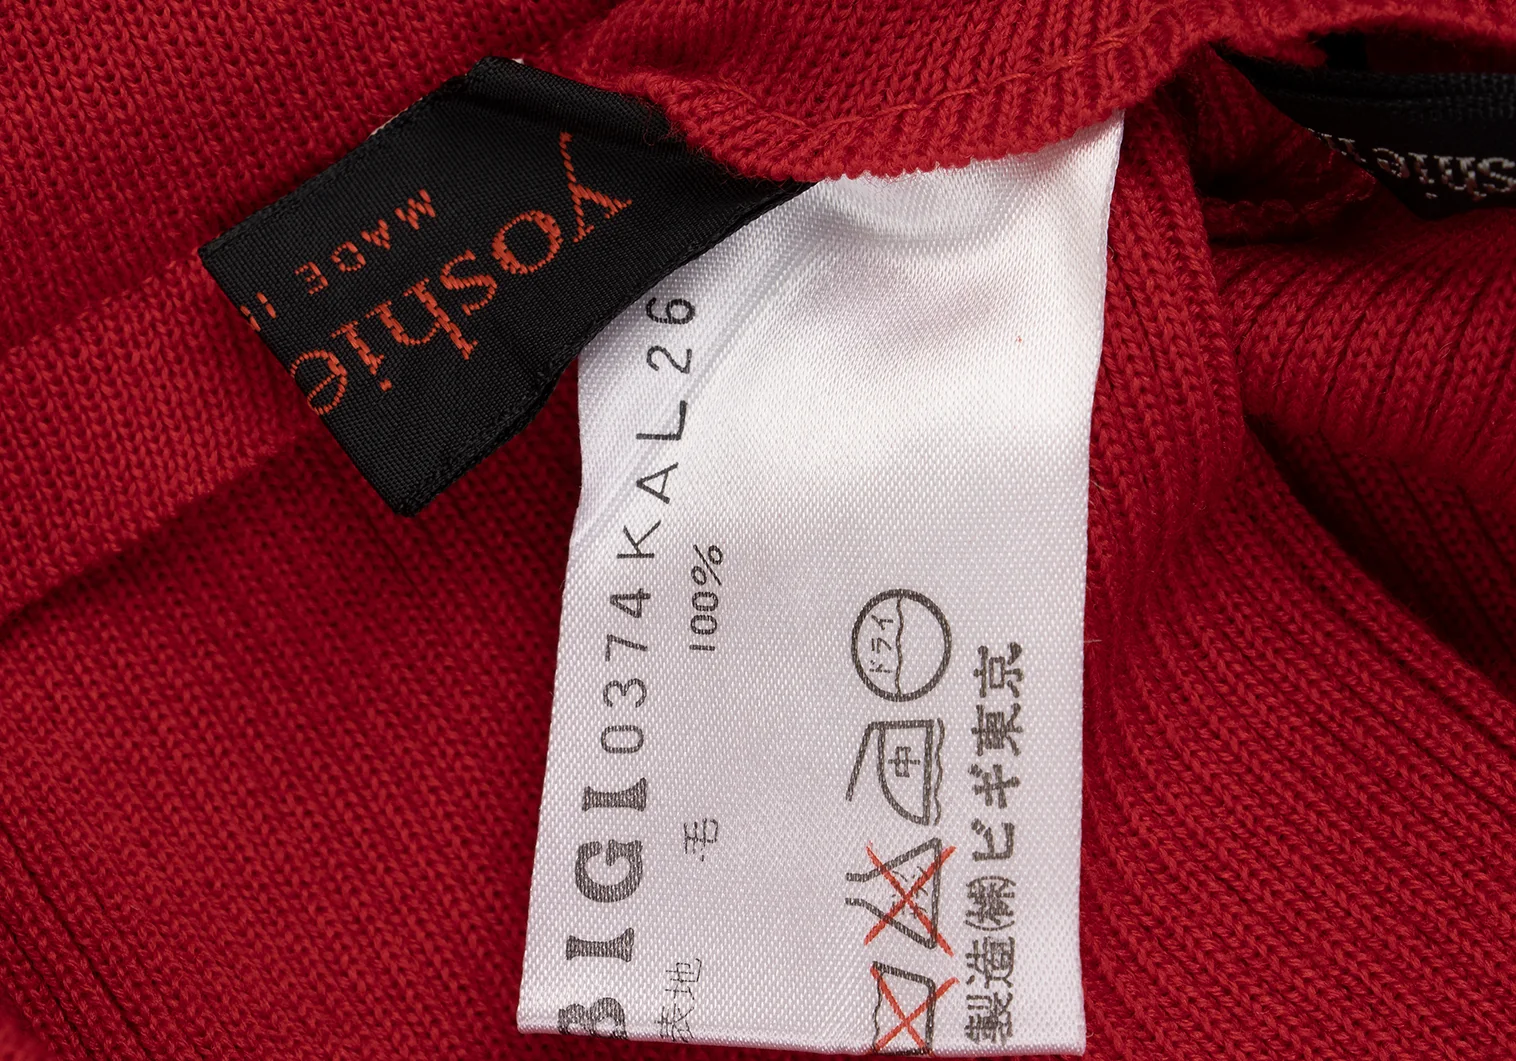 yoshie
MADE
BIGI 0374KAL26
表地 毛 100%
ドライ
中
製造(株)ビギ東京